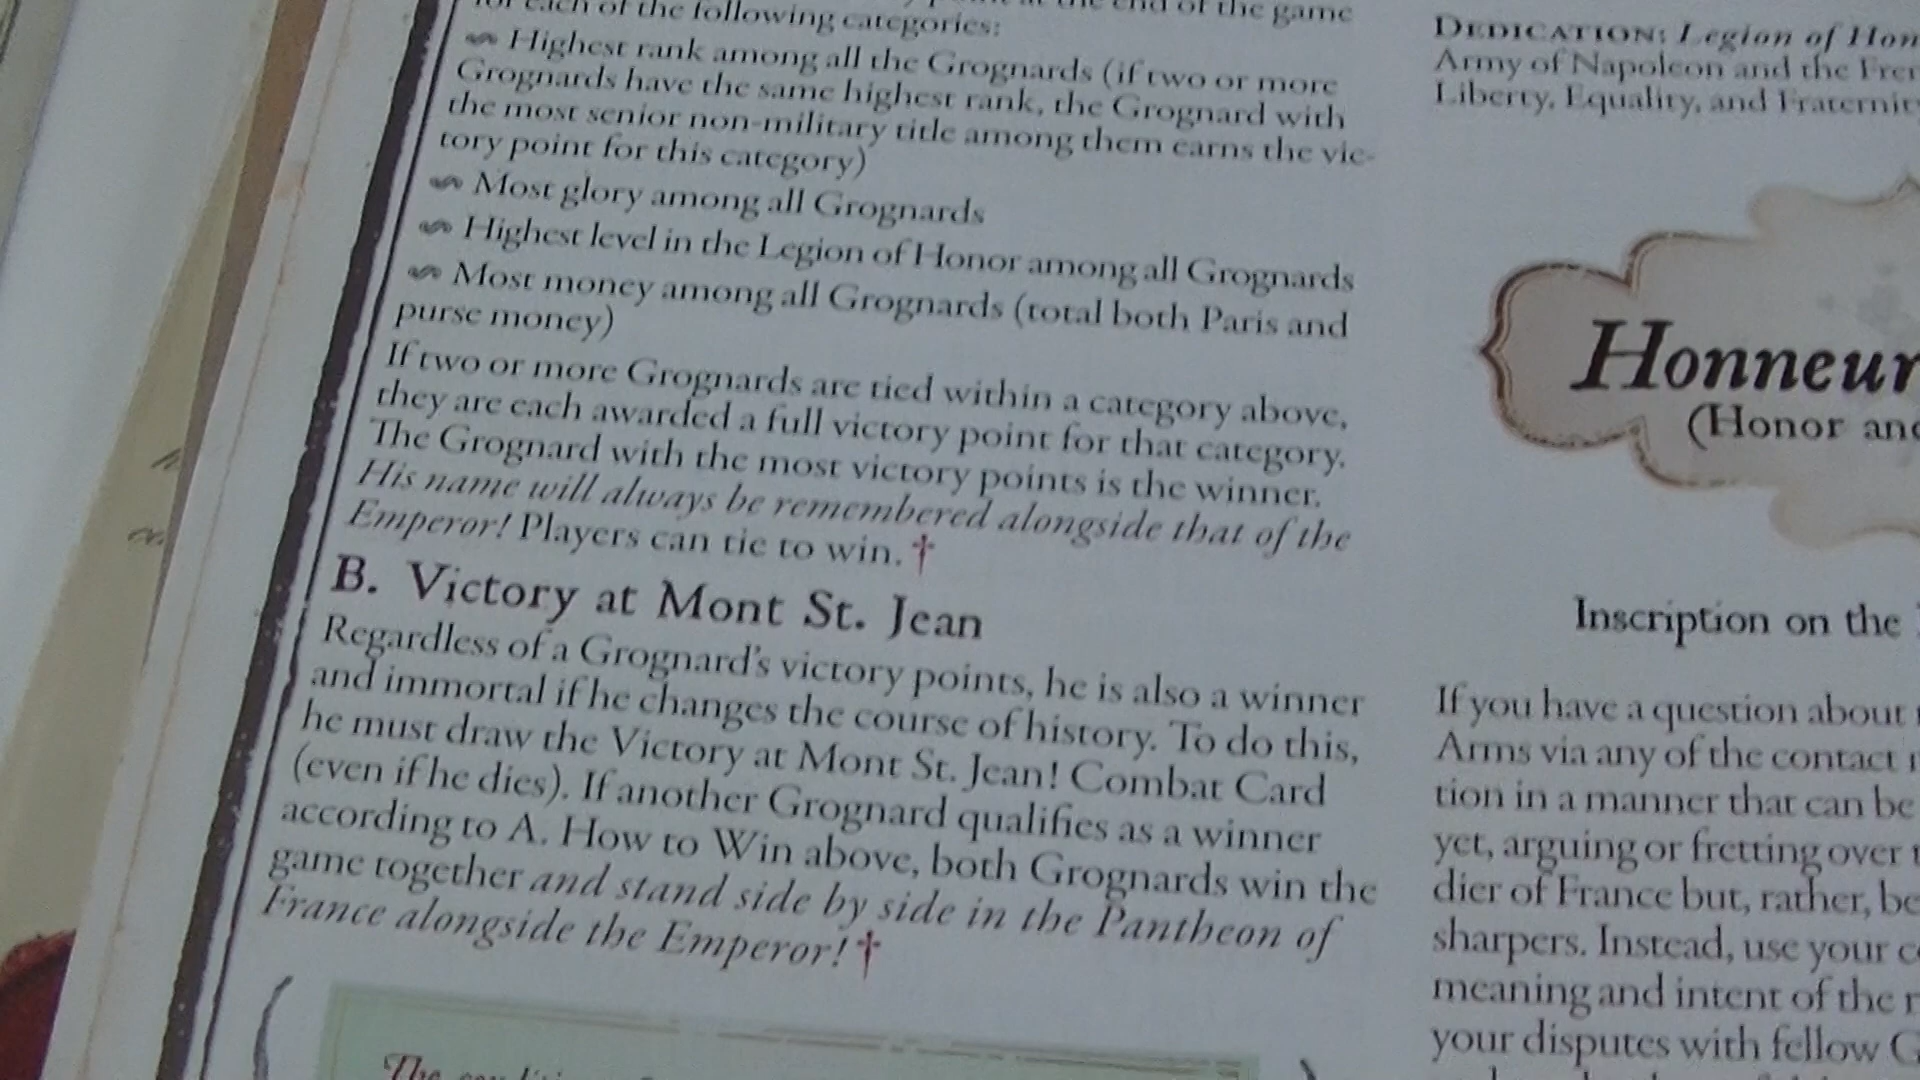 for each of the following categories:
Highest rank among all the Grognards (if two or more
Grognards have the same highest rank, the Grognard with
the most senior non-military title among them earns the vic-
tory point for this category)
Most glory among all Grognards
Highest level in the Legion of Honor among all Grognards
Most money among all Grognards (total both Paris and
purse money)
If two or more Grognards are tied within a category above,
they are each awarded a full victory point for that category.
The Grognard with the most victory points is the winner.
His name will always be remembered alongside that of the
Emperor! Players can tie to win. †
B. Victory at Mont St. Jean
Regardless of a Grognard's victory points, he is also a winner
and immortal if he changes the course of history. To do this,
he must draw the Victory at Mont St. Jean! Combat Card
(even if he dies). If another Grognard qualifies as a winner
according to A. How to Win above, both Grognards win the
game together and stand side by side in the Pantheon of
France alongside the Emperor! †
The
DEDICATION: Legion of
Army of Napoleon and the
Liberty, Equality, and
Honneur
(Honor and
Inscription on the
If you have a question about
Arms via any of the contact
tion in a manner that can be
yet, arguing or fretting over
dier of France but, rather,
sharpers. Instead, use your
meaning and intent of the
your disputes with fellow